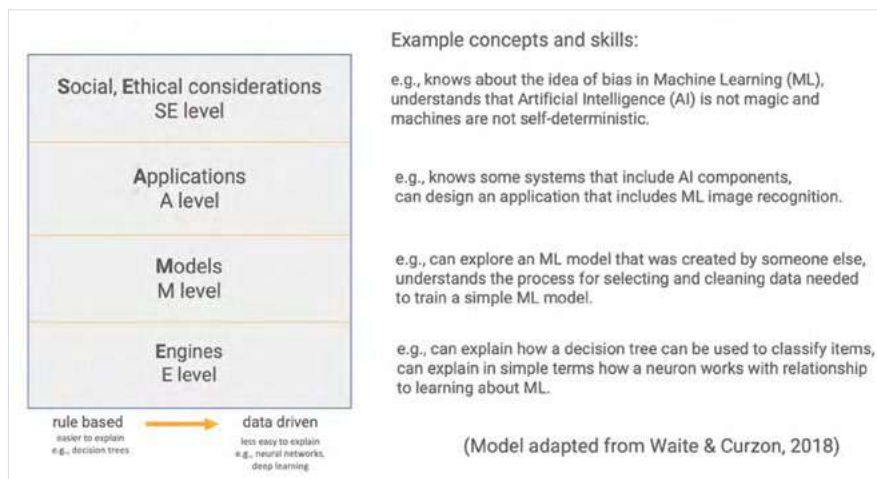 Example concepts and skills:
Social, Ethical considerations
SE level
e.g., knows about the idea of bias in Machine Learning (ML),
understands that Artificial Intelligence (AI) is not magic and
machines are not self-deterministic.
Applications
A level
e.g., knows some systems that include AI components,
can design an application that includes ML image recognition.
Models
M level
e.g., can explore an ML model that was created by someone else,
understands the process for selecting and cleaning data needed
to train a simple ML model.
Engines
E level
e.g., can explain how a decision tree can be used to classify items,
can explain in simple terms how a neuron works with relationship
to learning about ML.
rule based
easier to explain
e.g., decision trees
data driven
less easy to explain
e.g., neural networks,
deep learning
(Model adapted from Waite & Curzon, 2018)